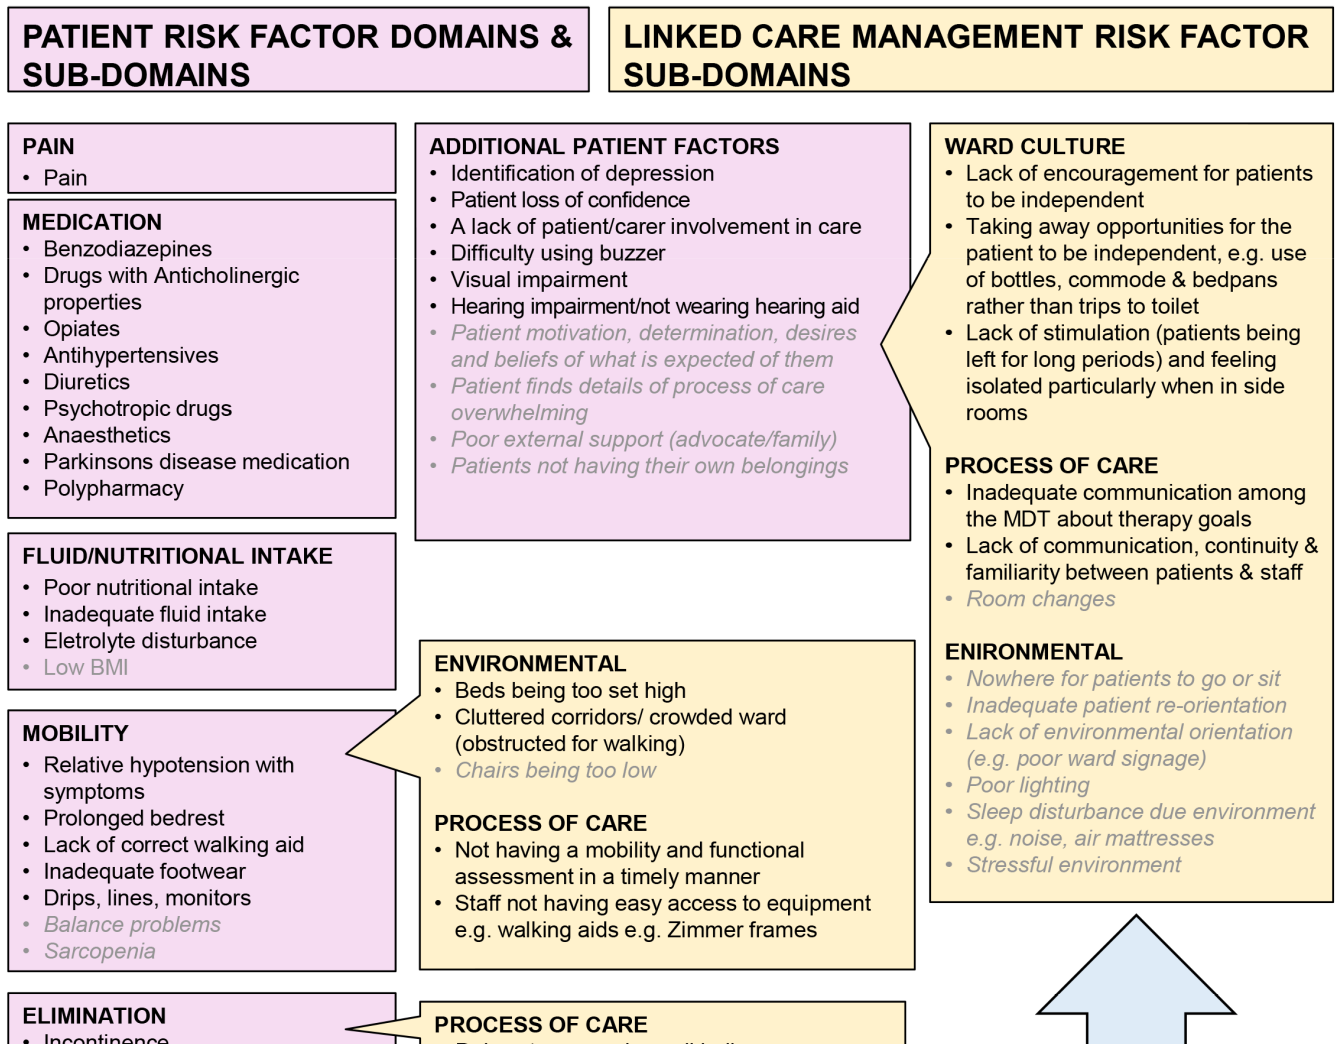 PATIENT RISK FACTOR DOMAINS &
SUB-DOMAINS
LINKED CARE MANAGEMENT RISK FACTOR
SUB-DOMAINS
PAIN
• Pain
MEDICATION
• Benzodiazepines
• Drugs with Anticholinergic
properties
• Opiates
• Antihypertensives
• Diuretics
• Psychotropic drugs
• Anaesthetics
• Parkinsons disease medication
• Polypharmacy
FLUID/NUTRITIONAL INTAKE
• Poor nutritional intake
• Inadequate fluid intake
• Eletrolyte disturbance
• Low BMI
MOBILITY
• Relative hypotension with
symptoms
• Prolonged bedrest
• Lack of correct walking aid
• Inadequate footwear
• Drips, lines, monitors
• Balance problems
• Sarcopenia
ELIMINATION
• Incontinence
ADDITIONAL PATIENT FACTORS
• Identification of depression
• Patient loss of confidence
• A lack of patient/carer involvement in care
• Difficulty using buzzer
• Visual impairment
• Hearing impairment/not wearing hearing aid
• Patient motivation, determination, desires
and beliefs of what is expected of them
• Patient finds details of process of care
overwhelming
• Poor external support (advocate/family)
• Patients not having their own belongings
ENVIRONMENTAL
• Beds being too set high
• Cluttered corridors/ crowded ward
(obstructed for walking)
• Chairs being too low
PROCESS OF CARE
• Not having a mobility and functional
assessment in a timely manner
• Staff not having easy access to equipment
e.g. walking aids e.g. Zimmer frames
PROCESS OF CARE
WARD CULTURE
• Lack of encouragement for patients
to be independent
• Taking away opportunities for the
patient to be independent, e.g. use
of bottles, commode & bedpans
rather than trips to toilet
• Lack of stimulation (patients being
left for long periods) and feeling
isolated particularly when in side
rooms
PROCESS OF CARE
• Inadequate communication among
the MDT about therapy goals
• Lack of communication, continuity &
familiarity between patients & staff
• Room changes
ENIRONMENTAL
• Nowhere for patients to go or sit
• Inadequate patient re-orientation
• Lack of environmental orientation
(e.g. poor ward signage)
• Poor lighting
• Sleep disturbance due environment
e.g. noise, air mattresses
• Stressful environment